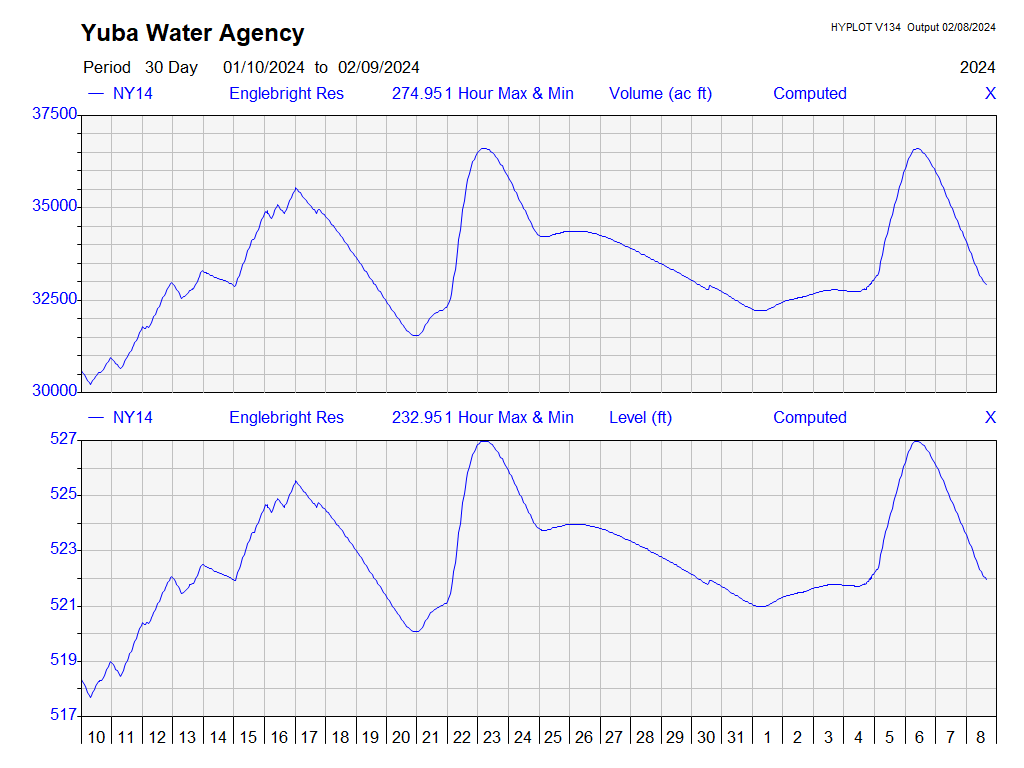 Yuba Water Agency
HYPLOT V134 Output 02/08/2024
Period 30 Day 01/10/2024 to 02/09/2024 2024
NY14 Englebright Res 274.951 Hour Max & Min Volume (ac ft) Computed X
37500
35000
32500
30000
NY14 Englebright Res 232.951 Hour Max & Min Level (ft) Computed X
527
525
523
521
519
517
10 11 12 13 14 15 16 17 18 19 20 21 22 23 24 25 26 27 28 29 30 31 1 2 3 4 5 6 7 8